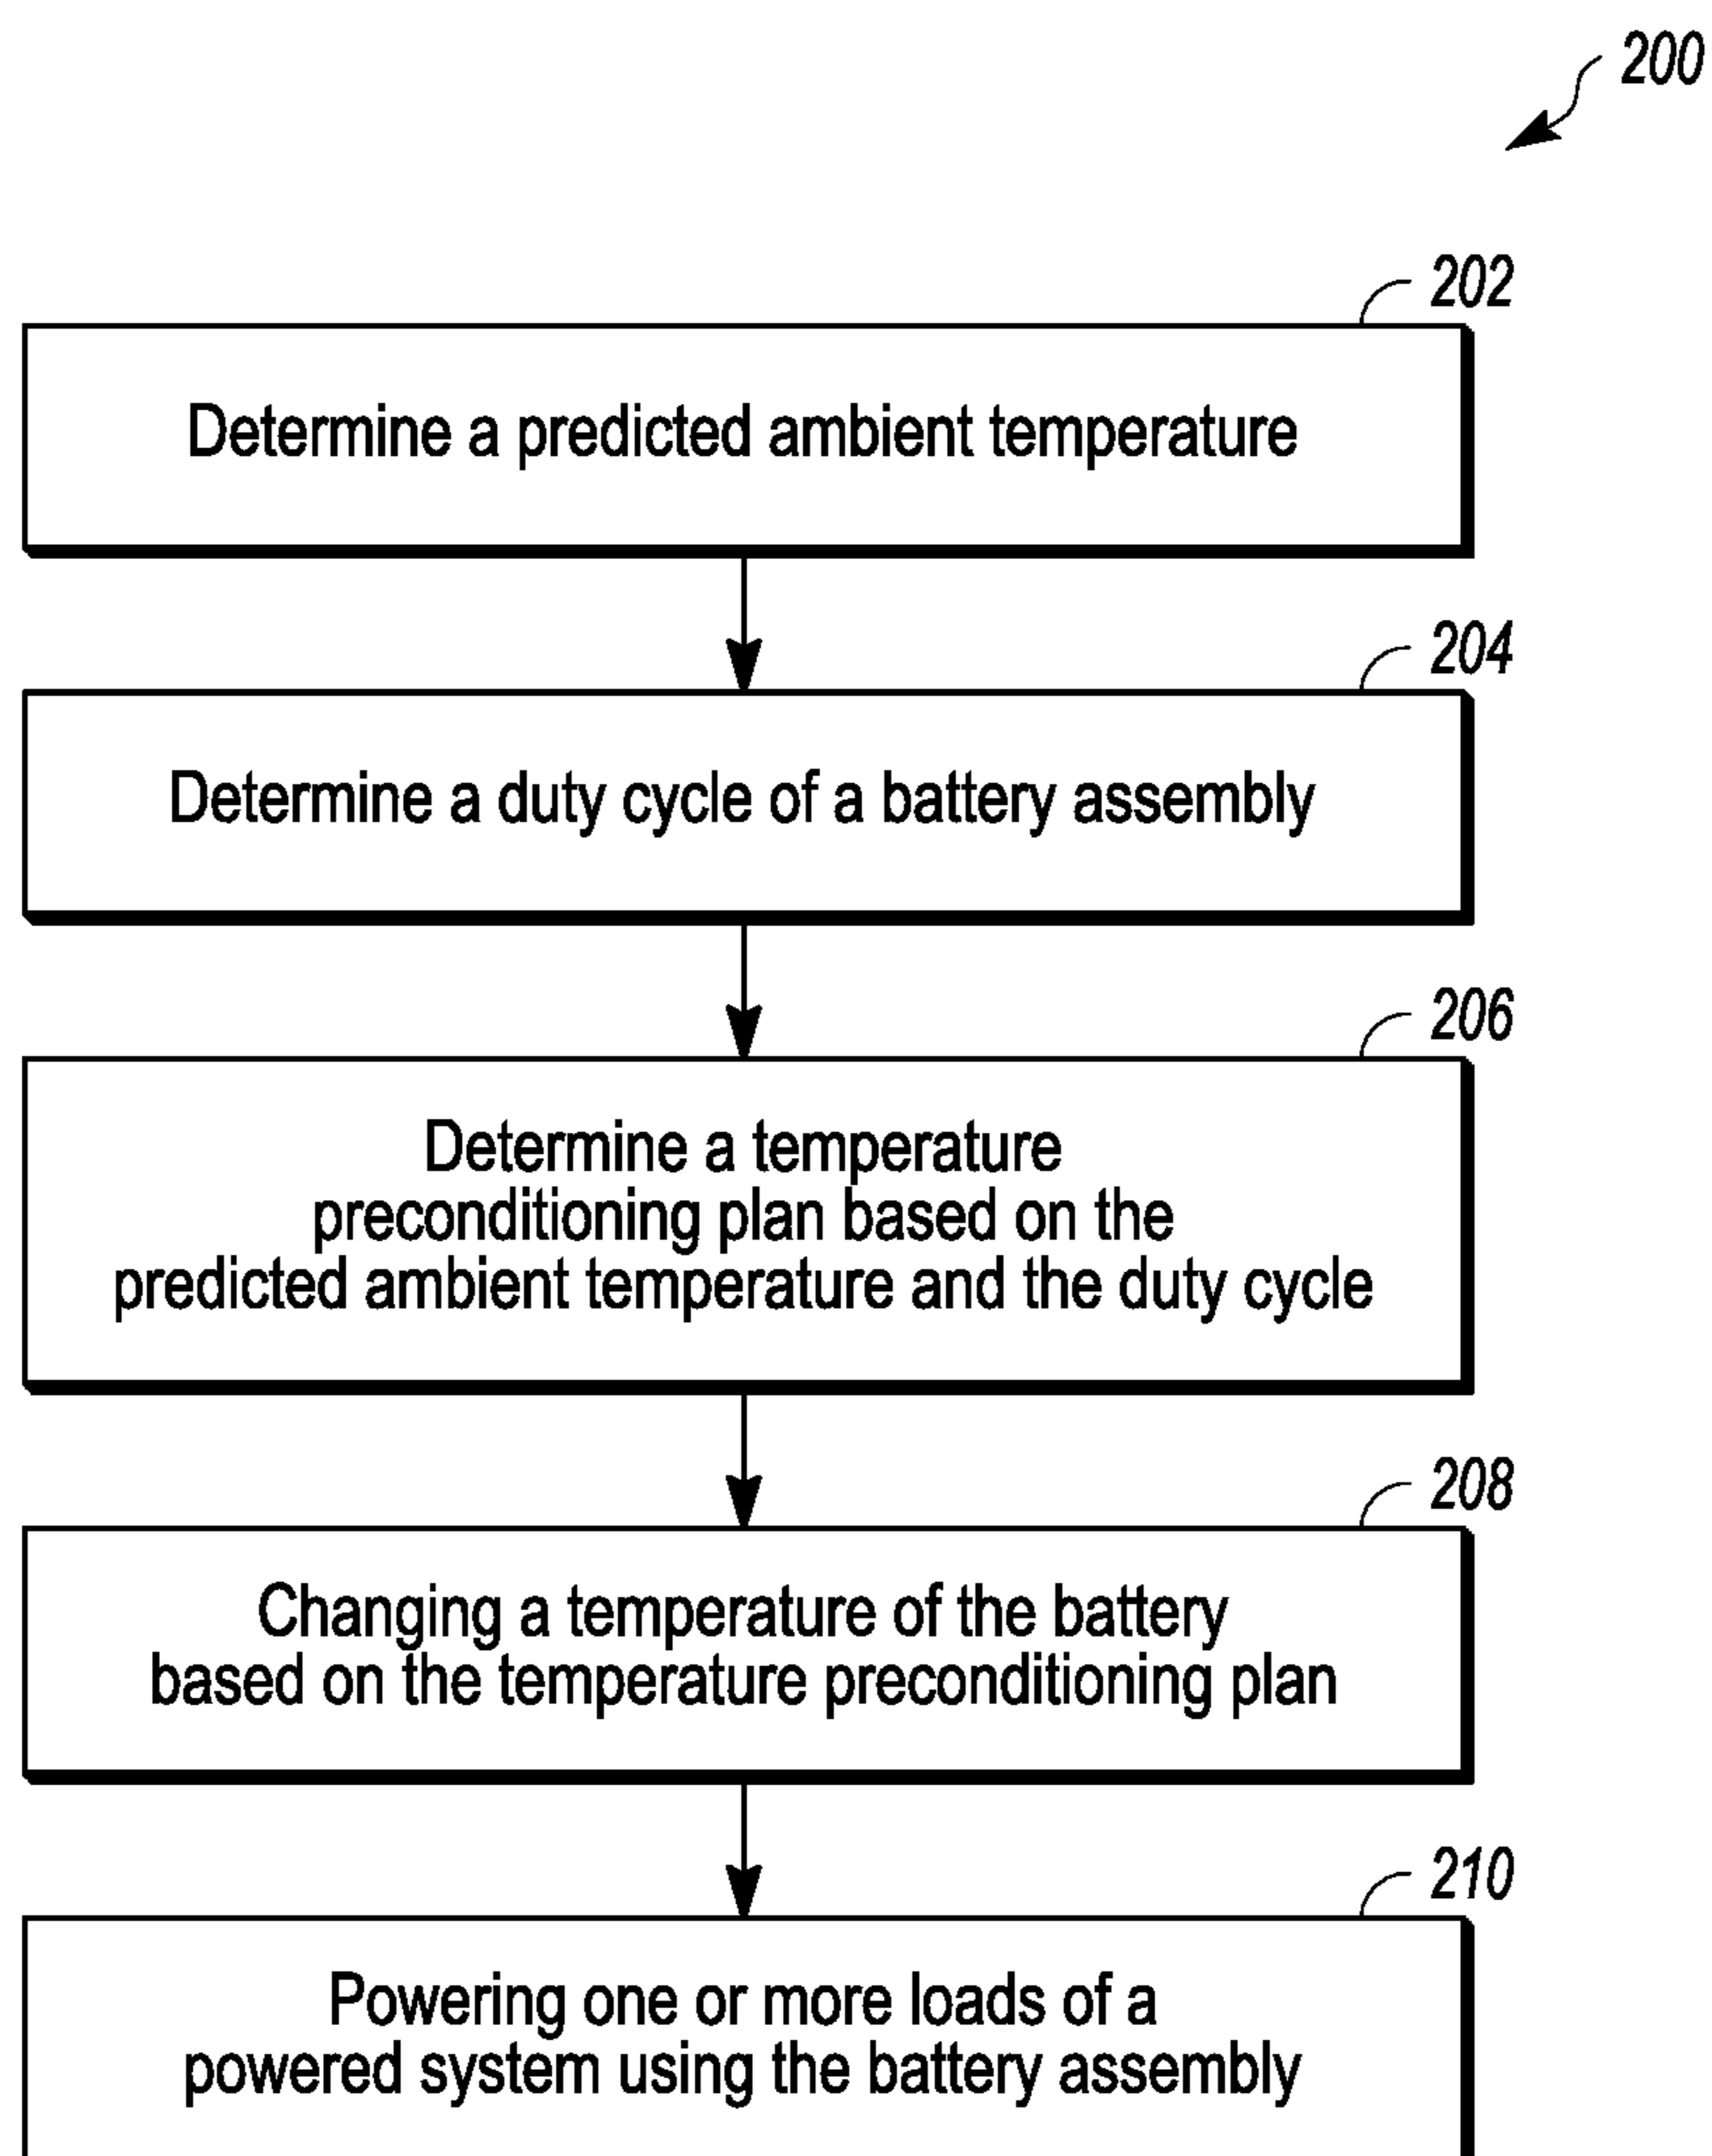 200
202
Determine a predicted ambient temperature
204
Determine a duty cycle of a battery assembly
206
Determine a temperature
preconditioning plan based on the
predicted ambient temperature and the duty cycle
208
Changing a temperature of the battery
based on the temperature preconditioning plan
210
Powering one or more loads of a
powered system using the battery assembly